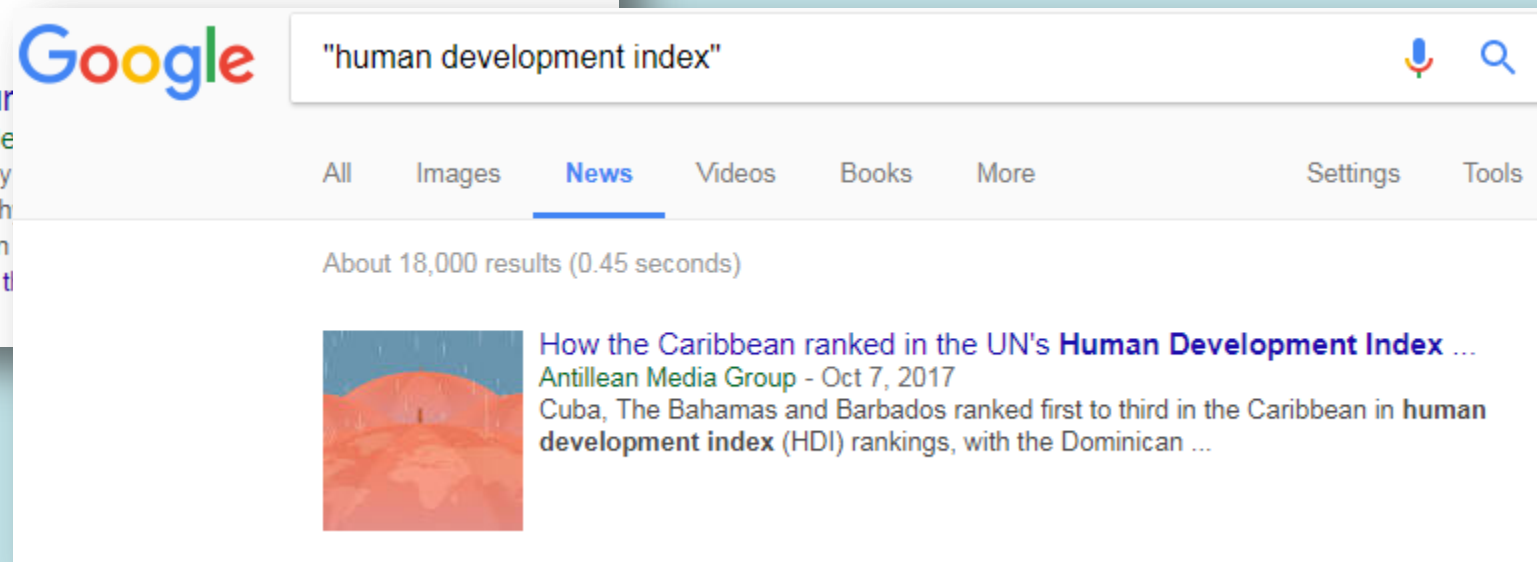 Google
"human development index"
All Images News Videos Books More Settings Tools
About 18,000 results (0.45 seconds)
How the Caribbean ranked in the UN's Human Development Index ...
Antillean Media Group - Oct 7, 2017
Cuba, The Bahamas and Barbados ranked first to third in the Caribbean in human
development index (HDI) rankings, with the Dominican ...